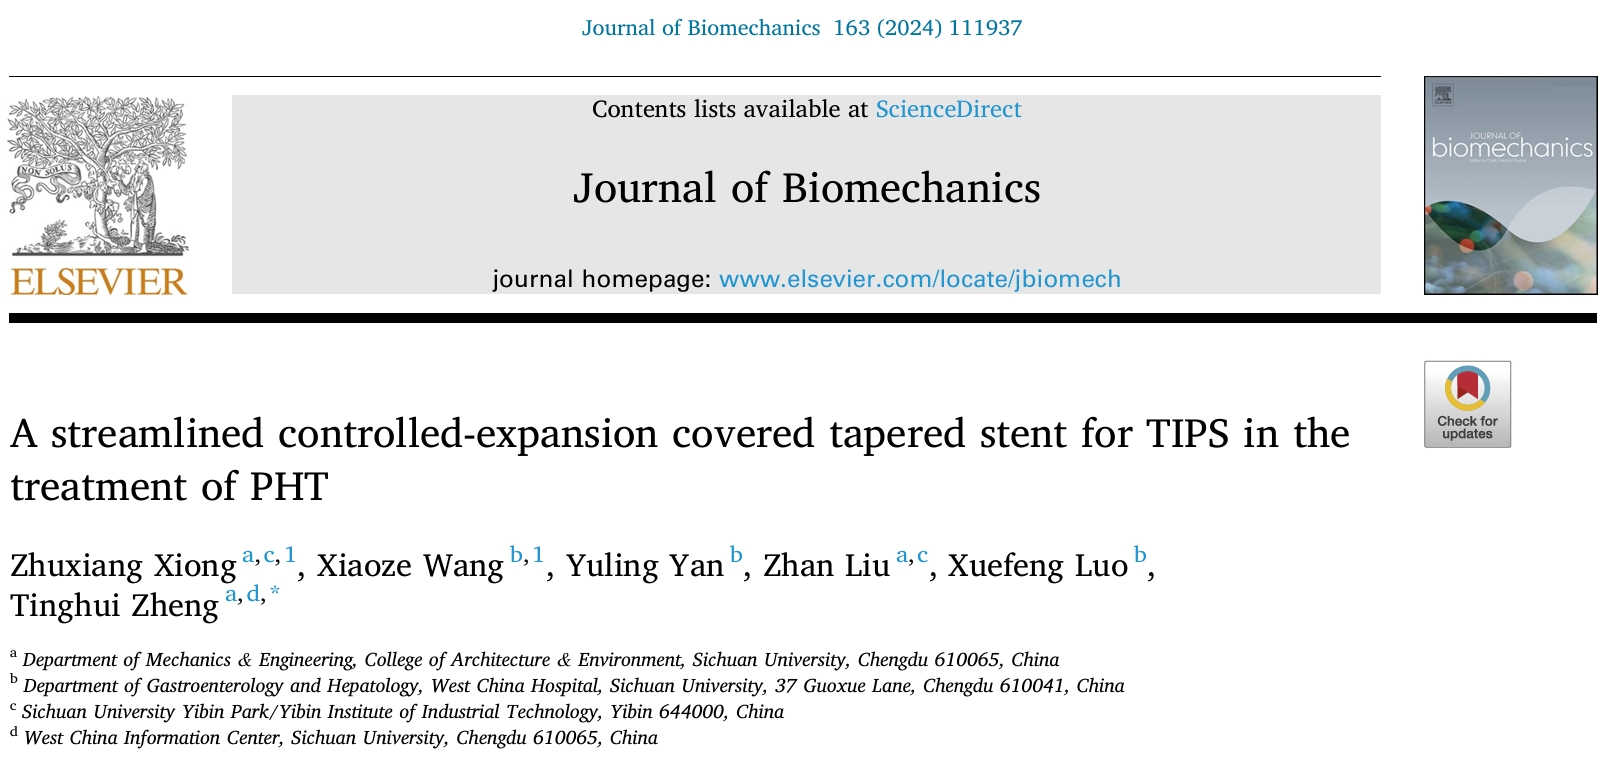 Journal of Biomechanics 163 (2024) 111937
Contents lists available at ScienceDirect
Journal of Biomechanics
journal homepage: www.elsevier.com/locate/jbiomech
NON SOLUS
ELSEVIER
JOURNAL OF
biomechanics
Check for
updates
A streamlined controlled-expansion covered tapered stent for TIPS in the
treatment of PHT
Zhuxiang Xiong a,c,1, Xiaoze Wang b,1, Yuling Yan b, Zhan Liu a,c, Xuefeng Luo b,
Tinghui Zheng a,d,*
a Department of Mechanics & Engineering, College of Architecture & Environment, Sichuan University, Chengdu 610065, China
b Department of Gastroenterology and Hepatology, West China Hospital, Sichuan University, 37 Guoxue Lane, Chengdu 610041, China
c Sichuan University Yibin Park/Yibin Institute of Industrial Technology, Yibin 644000, China
d West China Information Center, Sichuan University, Chengdu 610065, China